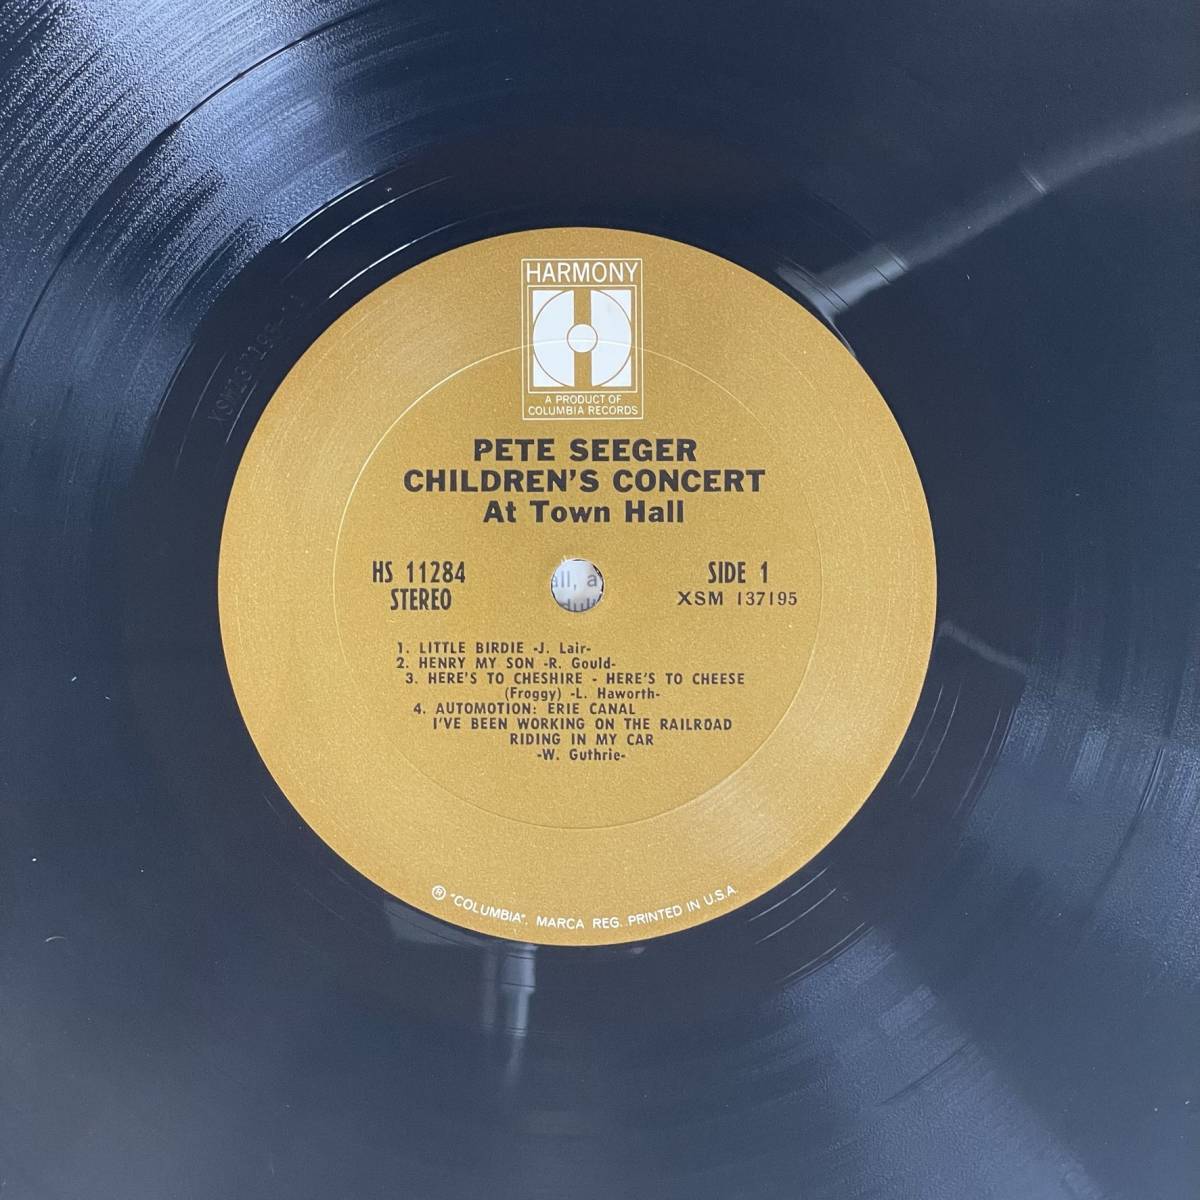 HARMONY
H
A PRODUCT OF
COLUMBIA RECORDS
PETE SEEGER
CHILDREN'S CONCERT
At Town Hall
HS 11284
STEREO
SIDE 1
XSM 137195
all, a
1. LITTLE BIRDIE -J. Lair-
2. HENRY MY SON -R. Gould-
3. HERE'S TO CHESHIRE - HERE'S TO CHEESE
(Froggy) -L. Haworth-
4. AUTOMOTION: ERIE CANAL
I'VE BEEN WORKING ON THE RAILROAD
RIDING IN MY CAR
-W. Guthrie-
® "COLUMBIA". MARCA REG. PRINTED IN U.S.A.